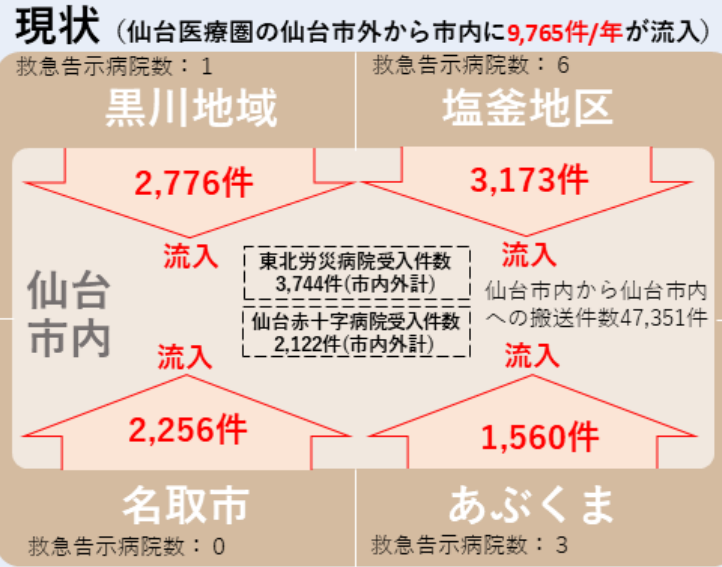 現状（仙台医療圏の仙台市外から市内に9,765件/年が流入）
救急告示病院数：1
黒川地域
救急告示病院数：6
塩釜地区
2,776件
3,173件
流入
流入
仙台
市内
東北労災病院受入件数
3,744件(市内外計)
仙台赤十字病院受入件数
2,122件(市内外計)
仙台市内から仙台市内
への搬送件数47,351件
流入
流入
2,256件
1,560件
名取市
救急告示病院数：0
あぶくま
救急告示病院数：3